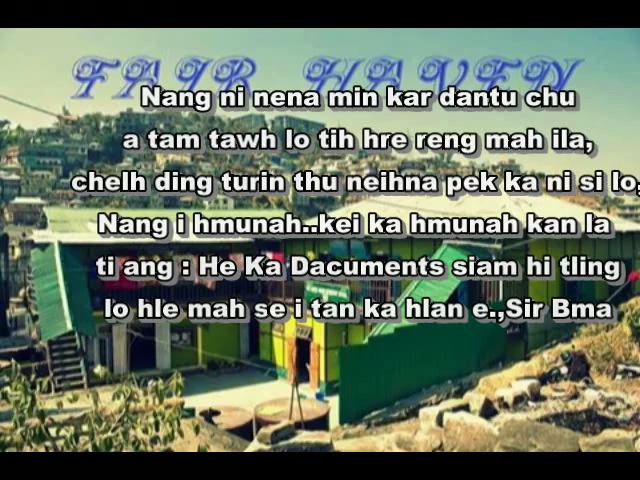 FAIR HAVEN
Nang ni nena min kar dantu chu
a tam tawh lo tih hre reng mah ila,
chelh ding turin thu neihna pek ka ni si lo,
Nang i hmunah..kei ka hmunah kan la
ti ang : He Ka Dacuments siam hi tling
lo hle mah se i tan ka hlan e.,Sir Bma